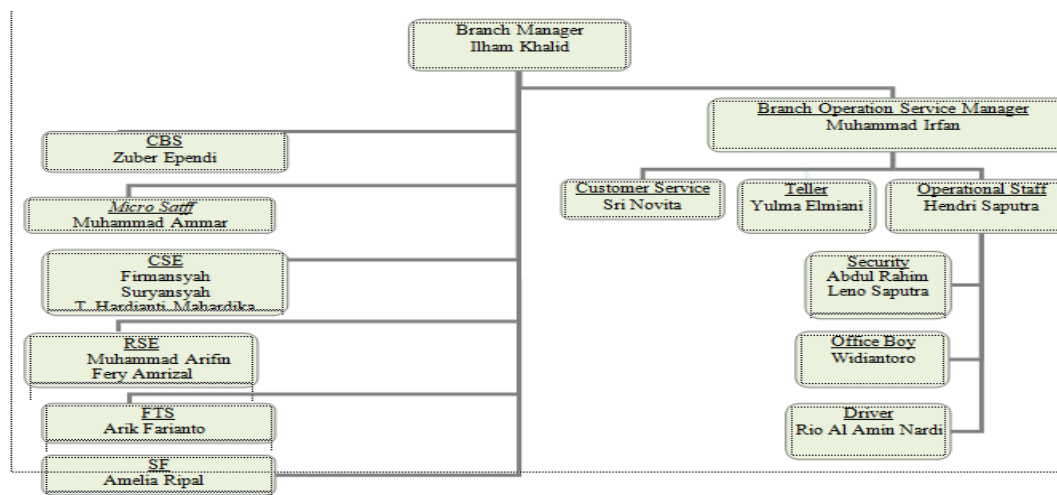 Branch Manager
Ilham Khalid
Branch Operation Service Manager
Muhammad Irfan
CBS
Zuber Ependi
Customer Service
Sri Novita
Teller
Yulma Elmiani
Operational Staff
Hendri Saputra
Micro Satff
Muhammad Ammar
CSE
Firmansyah
Suryansyah
T. Hardianti Mahardika
Security
Abdul Rahim
Leno Saputra
RSE
Muhammad Arifin
Fery Amrizal
Office Boy
Widiantoro
FTS
Arik Farianto
Driver
Rio Al Amin Nardi
SF
Amelia Ripal